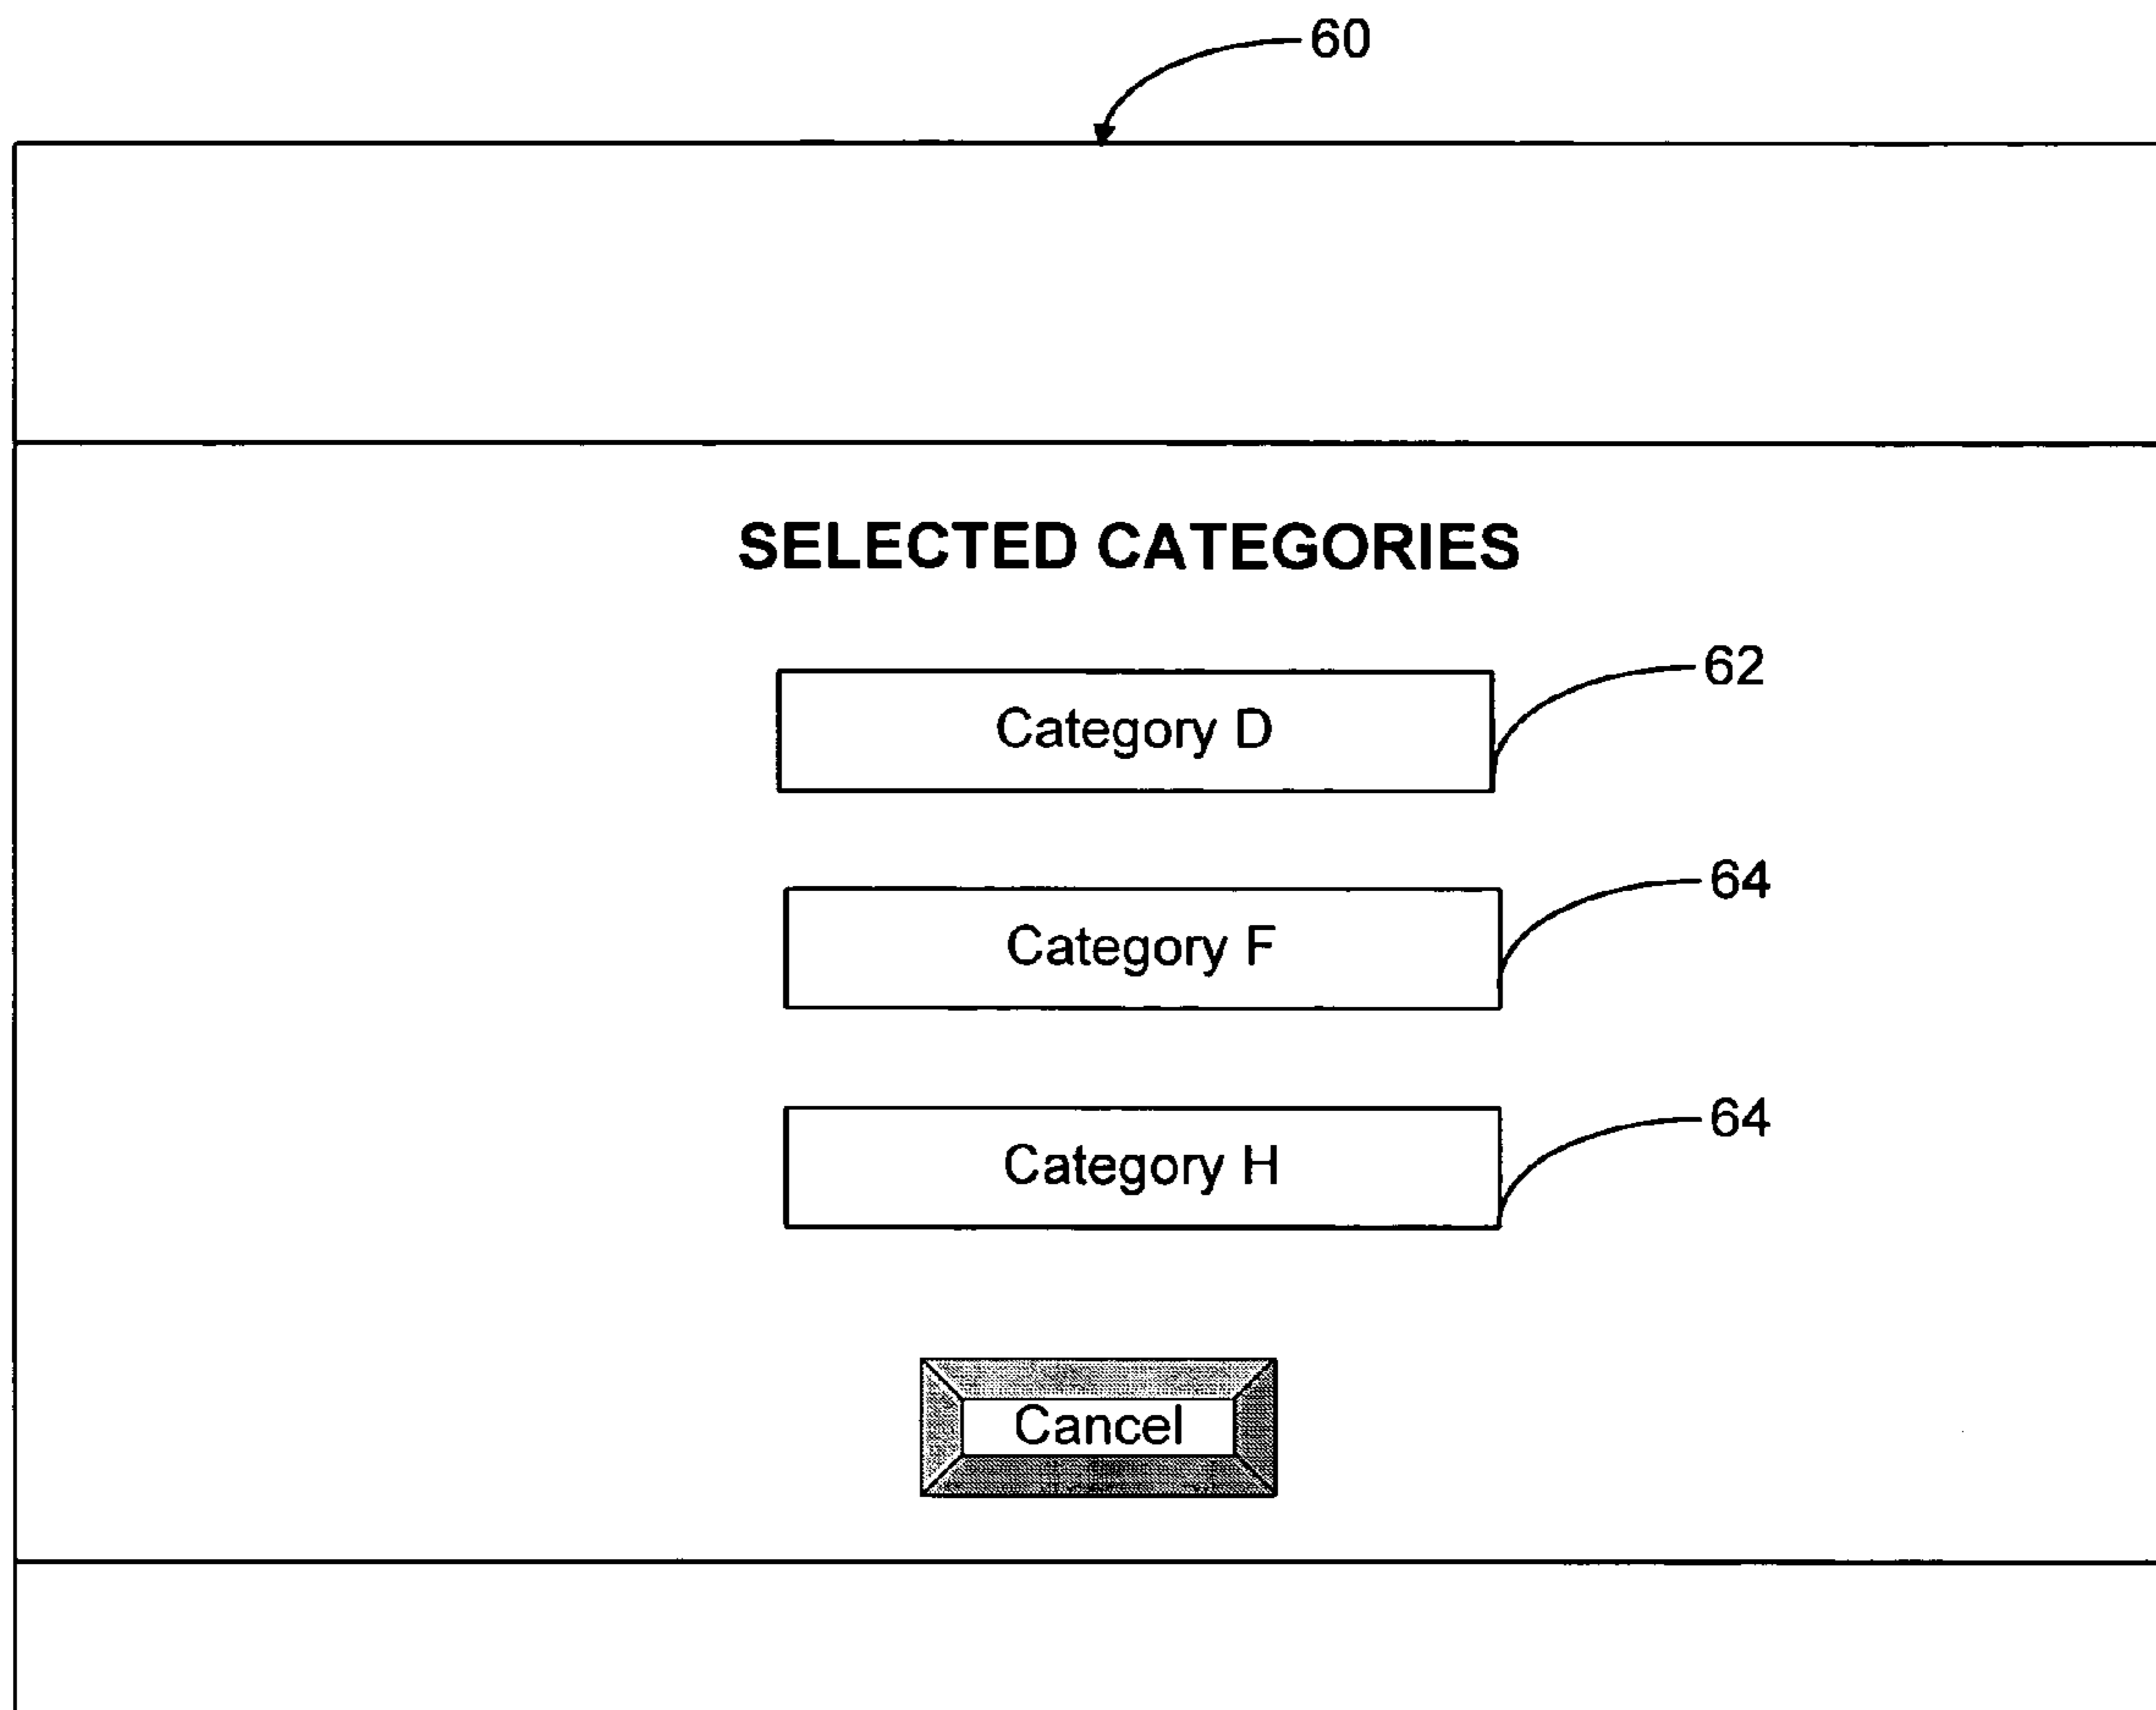 60
SELECTED CATEGORIES
62
Category D
64
Category F
64
Category H
Cancel